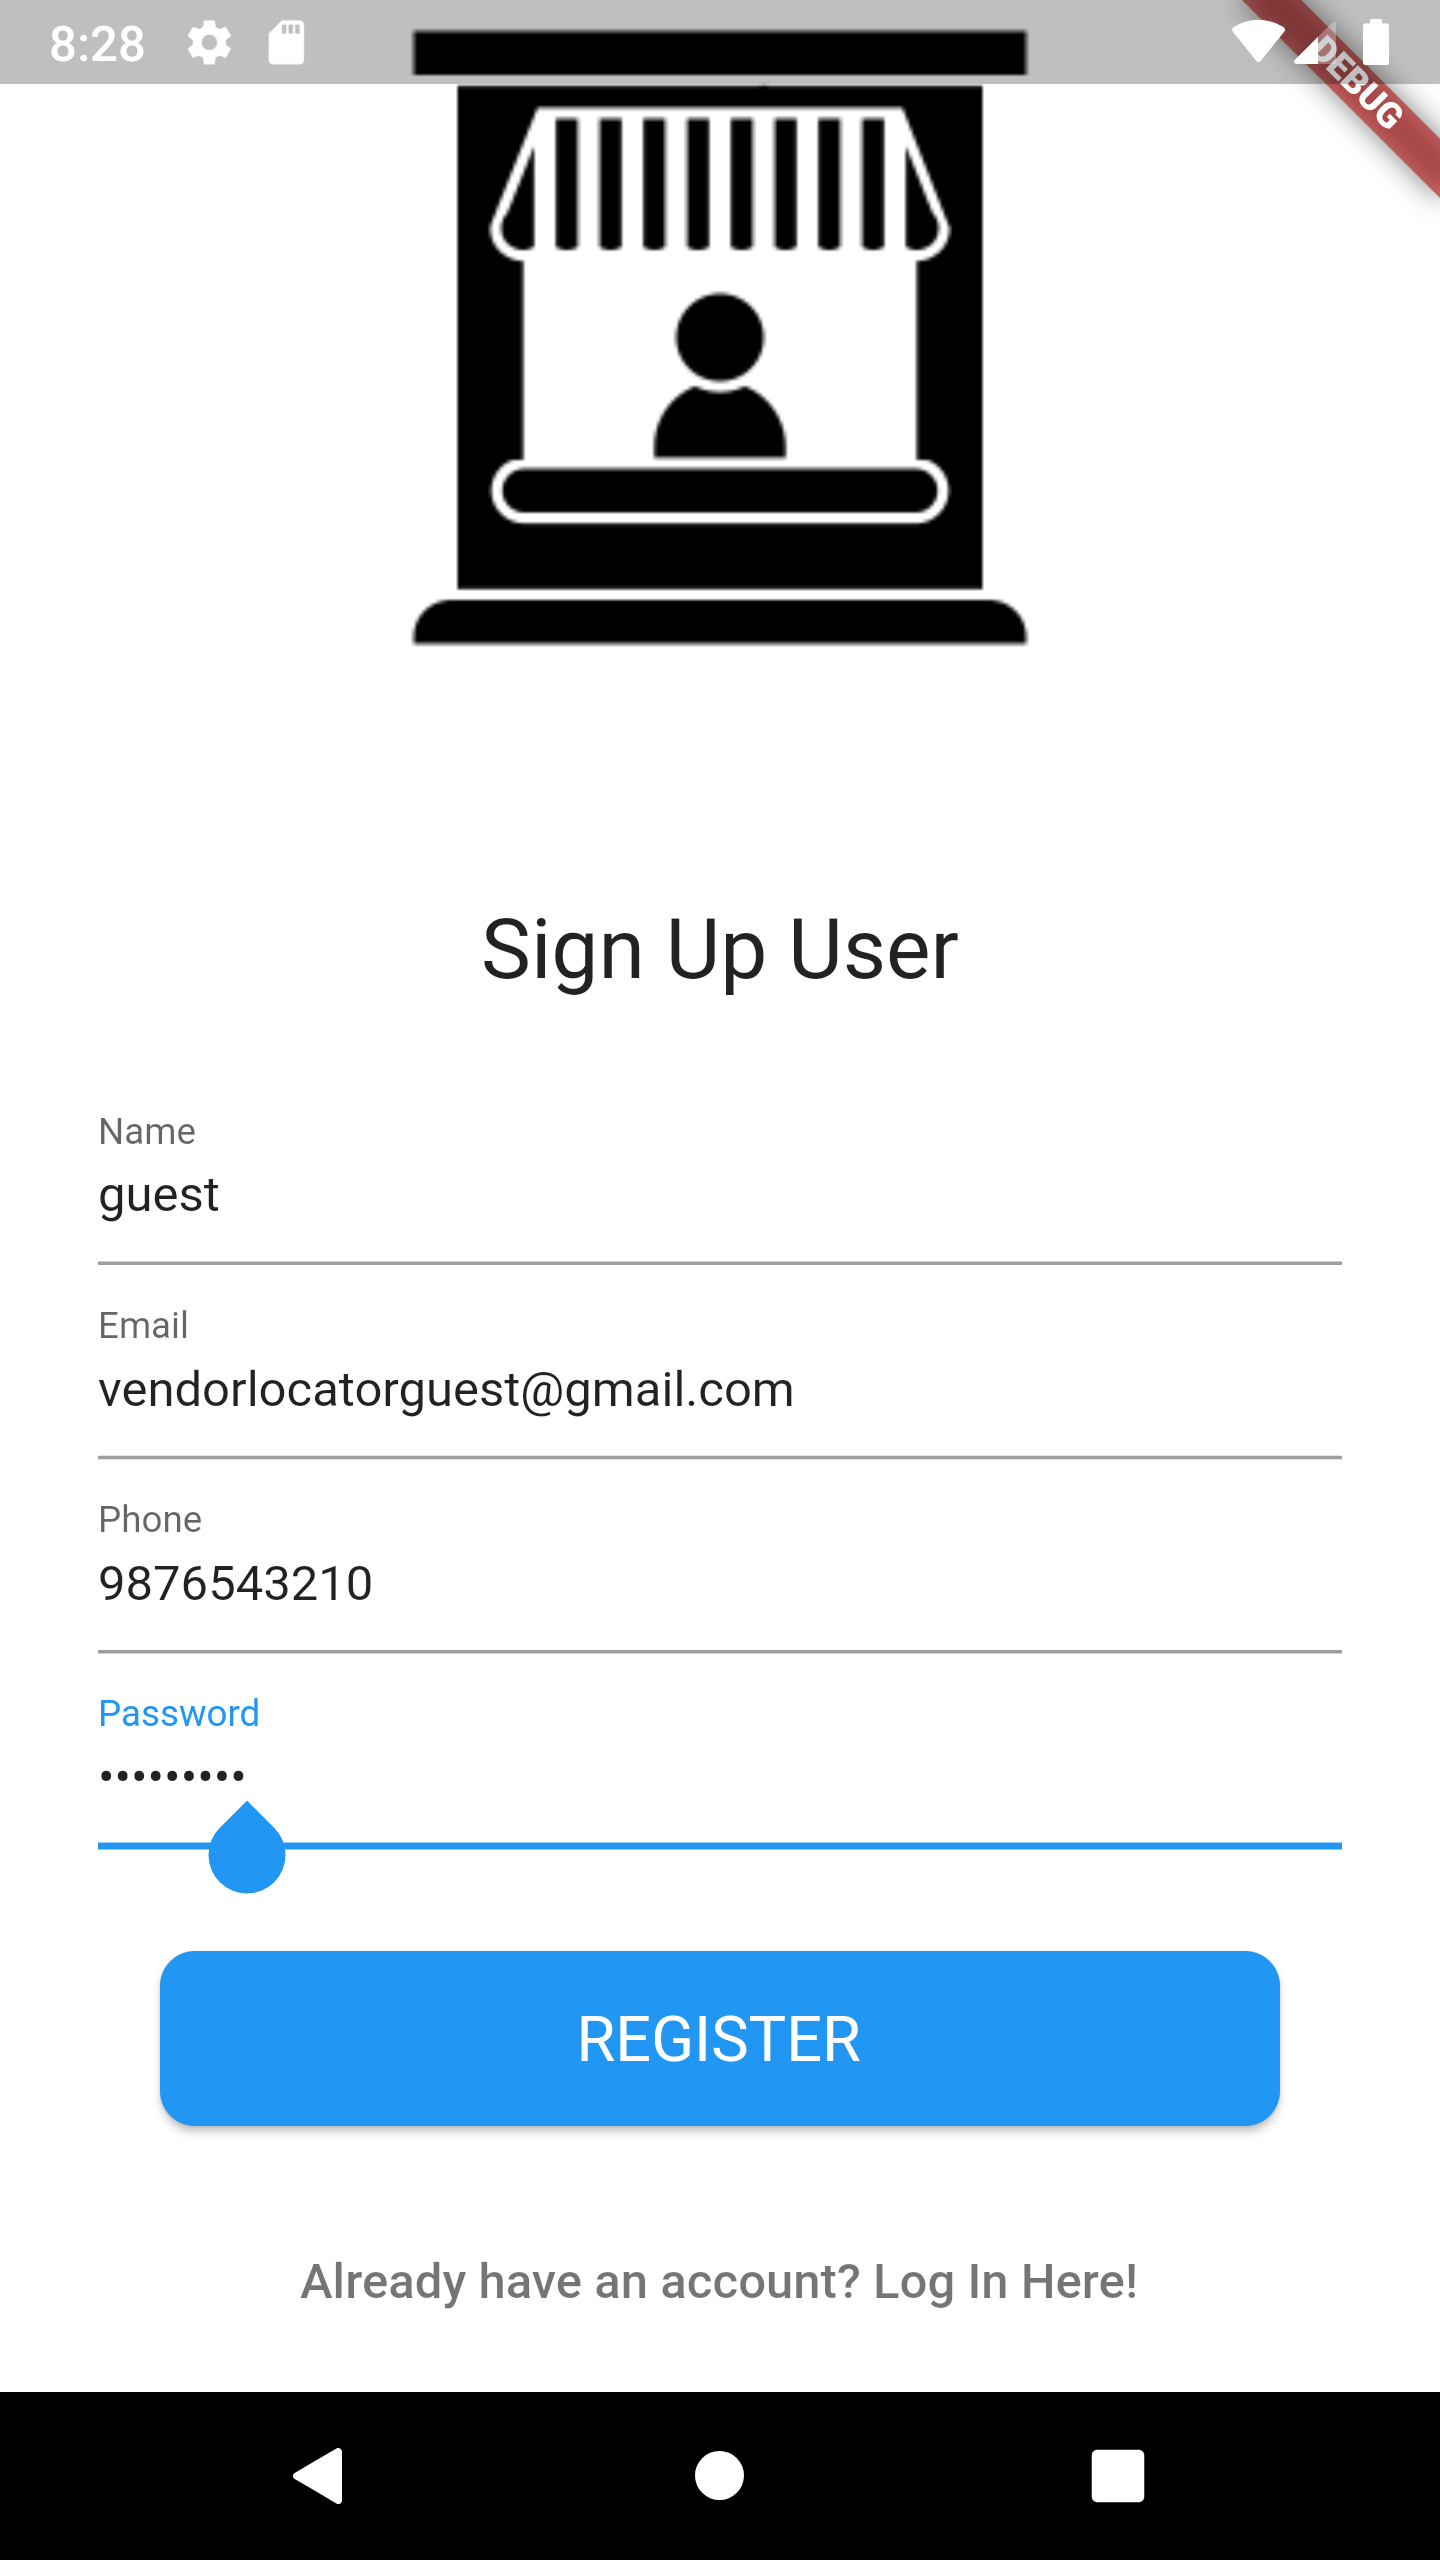 8:28
DEBUG
Sign Up User
Name
guest
Email
vendorlocatorguest@gmail.com
Phone
9876543210
Password
•••••••••
REGISTER
Already have an account? Log In Here!